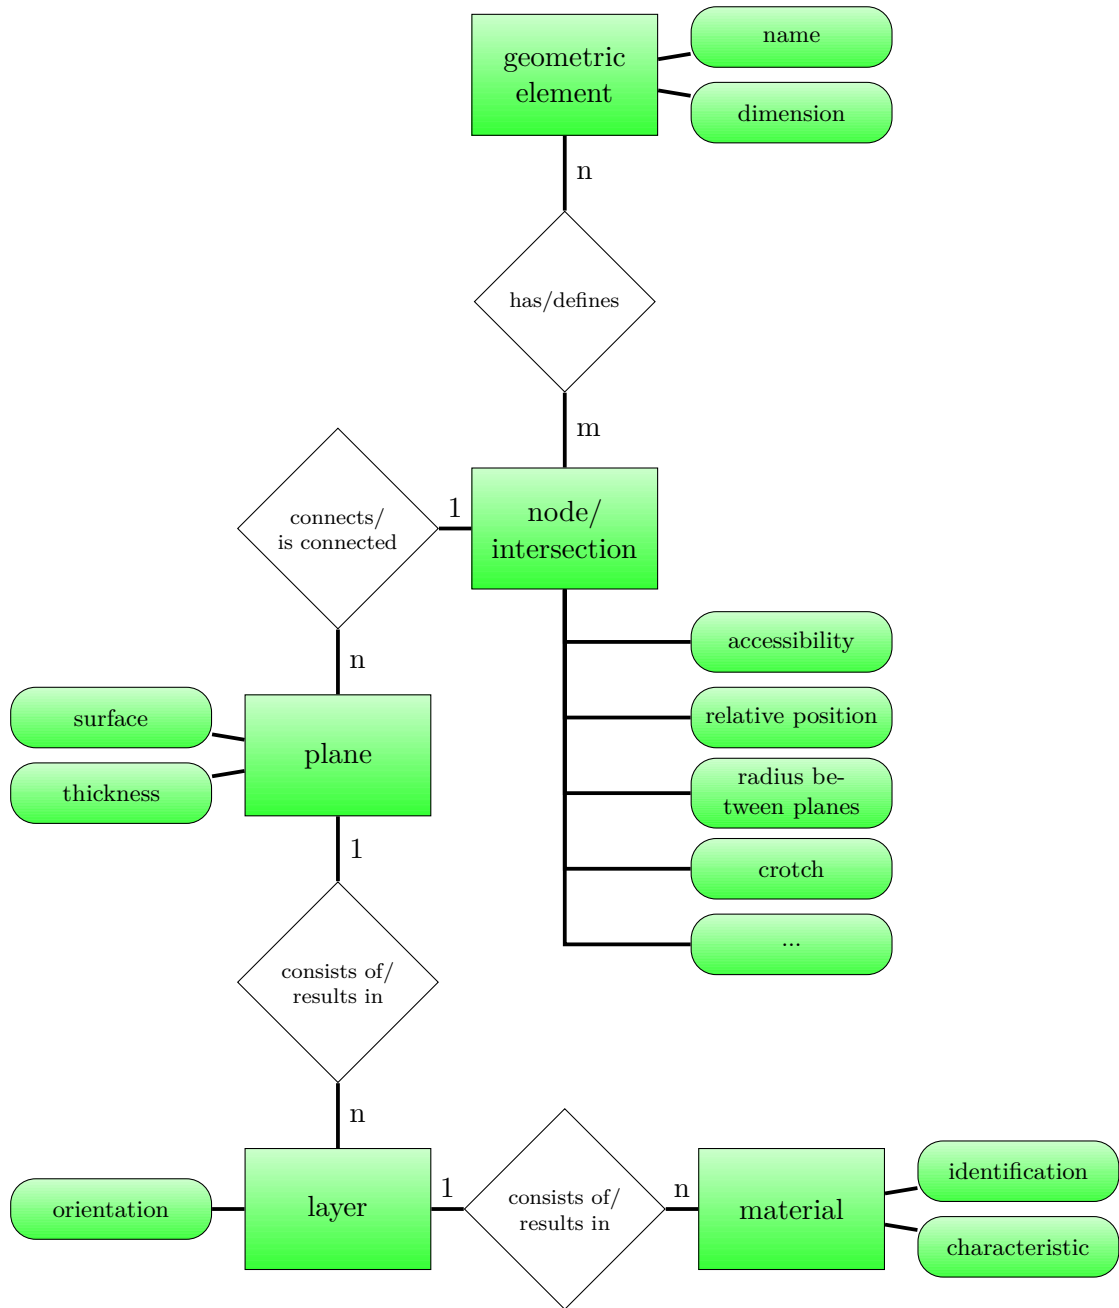 geometric
element
name
dimension
n
has/defines
m
connects/
is connected
1
node/
intersection
n
accessibility
relative position
radius be-
tween planes
crotch
...
surface
thickness
plane
1
consists of/
results in
n
orientation
layer
1
consists of/
results in
n
material
identification
characteristic